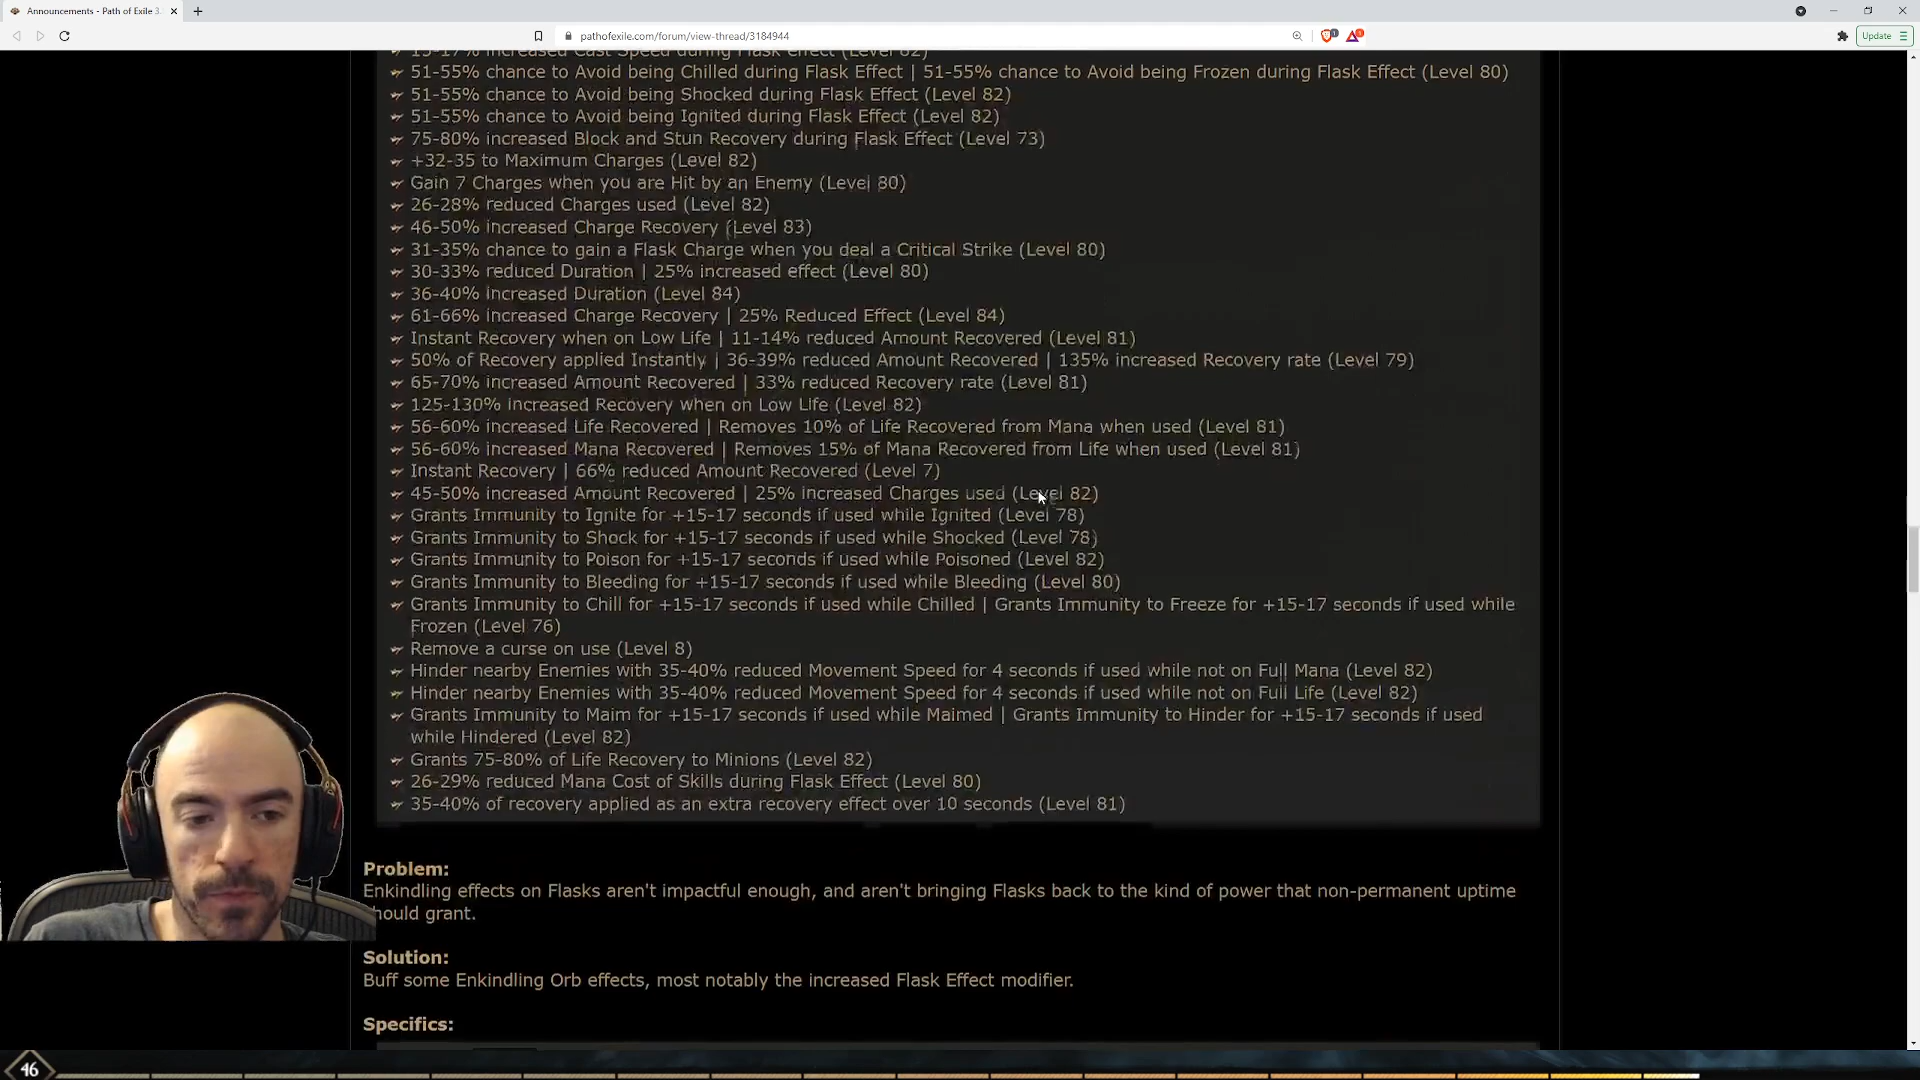 Announcements - Path of Exile 3.
pathofexile.com/forum/view-thread/3184944
Update
15-17% increased Cast Speed during Flask Effect (Level 82)
51-55% chance to Avoid being Chilled during Flask Effect | 51-55% chance to Avoid being Frozen during Flask Effect (Level 80)
51-55% chance to Avoid being Shocked during Flask Effect (Level 82)
51-55% chance to Avoid being Ignited during Flask Effect (Level 82)
75-80% increased Block and Stun Recovery during Flask Effect (Level 73)
+32-35 to Maximum Charges (Level 82)
Gain 7 Charges when you are Hit by an Enemy (Level 80)
26-28% reduced Charges used (Level 82)
46-50% increased Charge Recovery (Level 83)
31-35% chance to gain a Flask Charge when you deal a Critical Strike (Level 80)
30-33% reduced Duration | 25% increased effect (Level 80)
36-40% increased Duration (Level 84)
61-66% increased Charge Recovery | 25% Reduced Effect (Level 84)
Instant Recovery when on Low Life | 11-14% reduced Amount Recovered (Level 81)
50% of Recovery applied Instantly | 36-39% reduced Amount Recovered | 135% increased Recovery rate (Level 79)
65-70% increased Amount Recovered | 33% reduced Recovery rate (Level 81)
125-130% increased Recovery when on Low Life (Level 82)
56-60% increased Life Recovered | Removes 10% of Life Recovered from Mana when used (Level 81)
56-60% increased Mana Recovered | Removes 15% of Mana Recovered from Life when used (Level 81)
Instant Recovery | 66% reduced Amount Recovered (Level 7)
45-50% increased Amount Recovered | 25% increased Charges used (Level 82)
Grants Immunity to Ignite for +15-17 seconds if used while Ignited (Level 78)
Grants Immunity to Shock for +15-17 seconds if used while Shocked (Level 78)
Grants Immunity to Poison for +15-17 seconds if used while Poisoned (Level 82)
Grants Immunity to Bleeding for +15-17 seconds if used while Bleeding (Level 80)
Grants Immunity to Chill for +15-17 seconds if used while Chilled | Grants Immunity to Freeze for +15-17 seconds if used while
Frozen (Level 76)
Remove a curse on use (Level 8)
Hinder nearby Enemies with 35-40% reduced Movement Speed for 4 seconds if used while not on Full Mana (Level 82)
Hinder nearby Enemies with 35-40% reduced Movement Speed for 4 seconds if used while not on Full Life (Level 82)
Grants Immunity to Maim for +15-17 seconds if used while Maimed | Grants Immunity to Hinder for +15-17 seconds if used
while Hindered (Level 82)
Grants 75-80% of Life Recovery to Minions (Level 82)
26-29% reduced Mana Cost of Skills during Flask Effect (Level 80)
35-40% of recovery applied as an extra recovery effect over 10 seconds (Level 81)
Problem:
Enkindling effects on Flasks aren't impactful enough, and aren't bringing Flasks back to the kind of power that non-permanent uptime
should grant.
Solution:
Buff some Enkindling Orb effects, most notably the increased Flask Effect modifier.
Specifics:
46